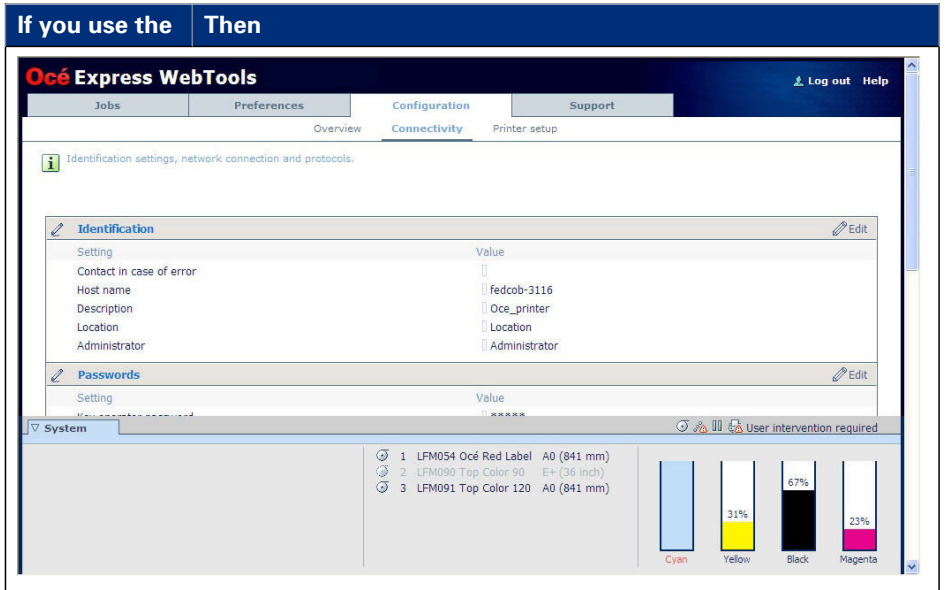 If you use the Then
Océ Express WebTools
Log out Help
Jobs Preferences Configuration Support
Overview Connectivity Printer setup
Identification settings, network connection and protocols.
Identification Edit
Setting Value
Contact in case of error
Host name fedcob-3116
Description Oce_printer
Location Location
Administrator Administrator
Passwords Edit
Setting Value
Key operator password *****
System User intervention required
1 LFM054 Océ Red Label A0 (841 mm)
2 LFM090 Top Color 90 E+ (36 inch)
3 LFM091 Top Color 120 A0 (841 mm)
67%
31%
23%
Cyan Yellow Black Magenta